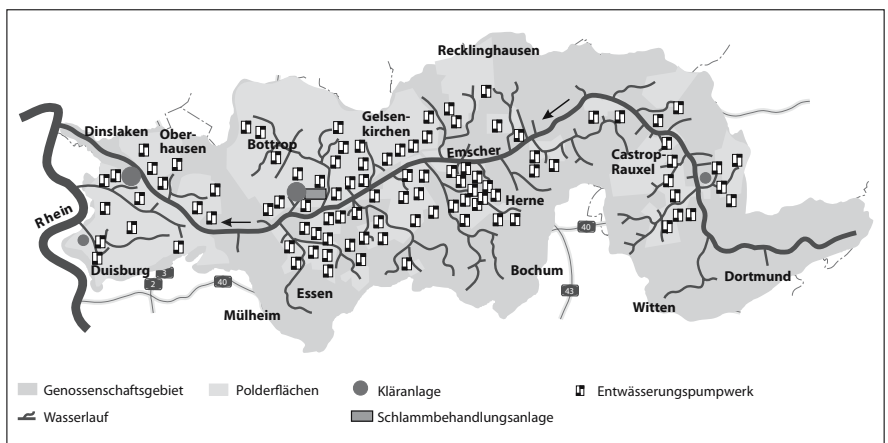 Recklinghausen
Gelsen-
kirchen
Dinslaken
Ober-
hausen
Bottrop
Emscher
Castrop-
Rauxel
Rhein
Herne
40
Duisburg
3
2
40
Bochum
43
Dortmund
Essen
Witten
Mülheim
Genossenschaftsgebiet
Polderflächen
Kläranlage
Entwässerungspumpwerk
Wasserlauf
Schlammbehandlungsanlage